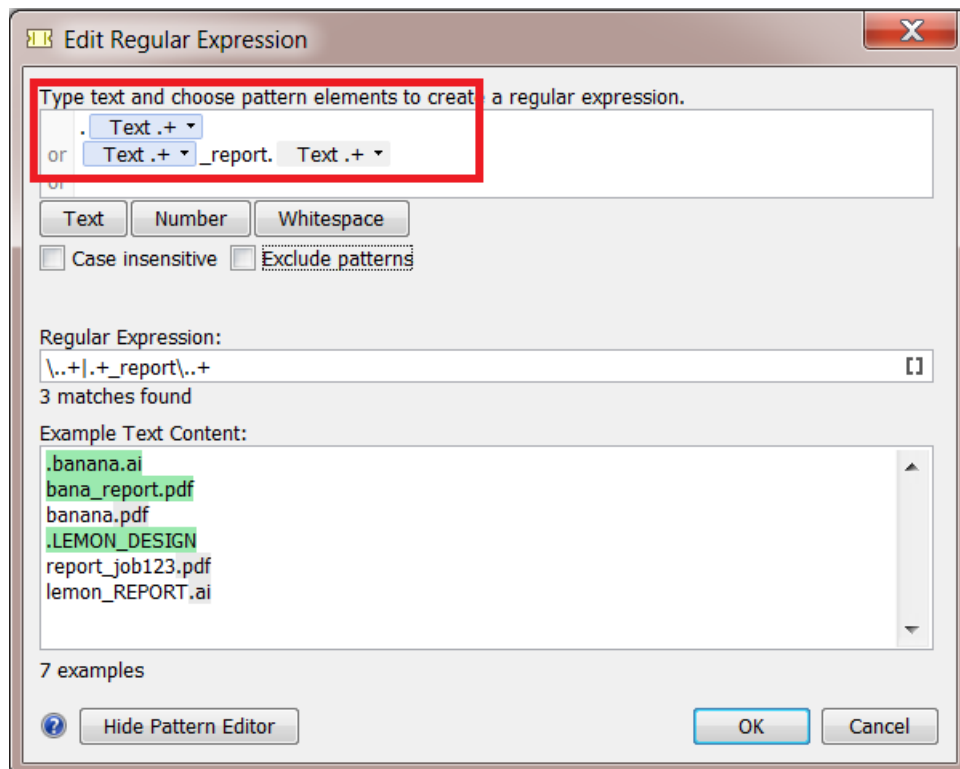 Edit Regular Expression
Type text and choose pattern elements to create a regular expression.
. Text .+
or Text .+ _report. Text .+
or
Text Number Whitespace
Case insensitive Exclude patterns
Regular Expression:
\..+|.+_report\..+
3 matches found
Example Text Content:
.banana.ai
bana_report.pdf
banana.pdf
.LEMON_DESIGN
report_job123.pdf
lemon_REPORT.ai
7 examples
? Hide Pattern Editor OK Cancel